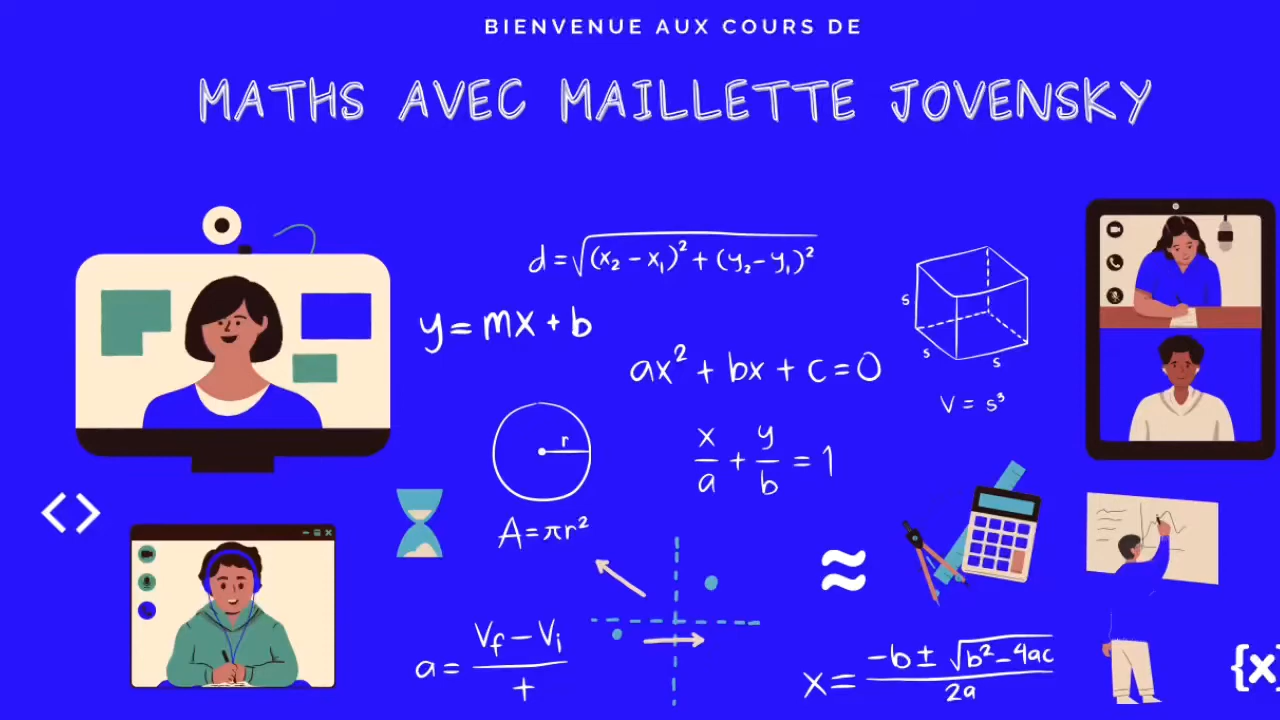 BIENVENUE AUX COURS DE
MATHS AVEC MAILLETTE JOVENSKY
d = √(x₂ - x₁)² + (y₂ - y₁)²
y = mx + b
ax² + bx + c = 0
s
s
s
V = s³
r
A = πr²
x/a + y/b = 1
<>
≈
a = Vf - Vi / t
x = -b ± √b² - 4ac / 2a
{x}